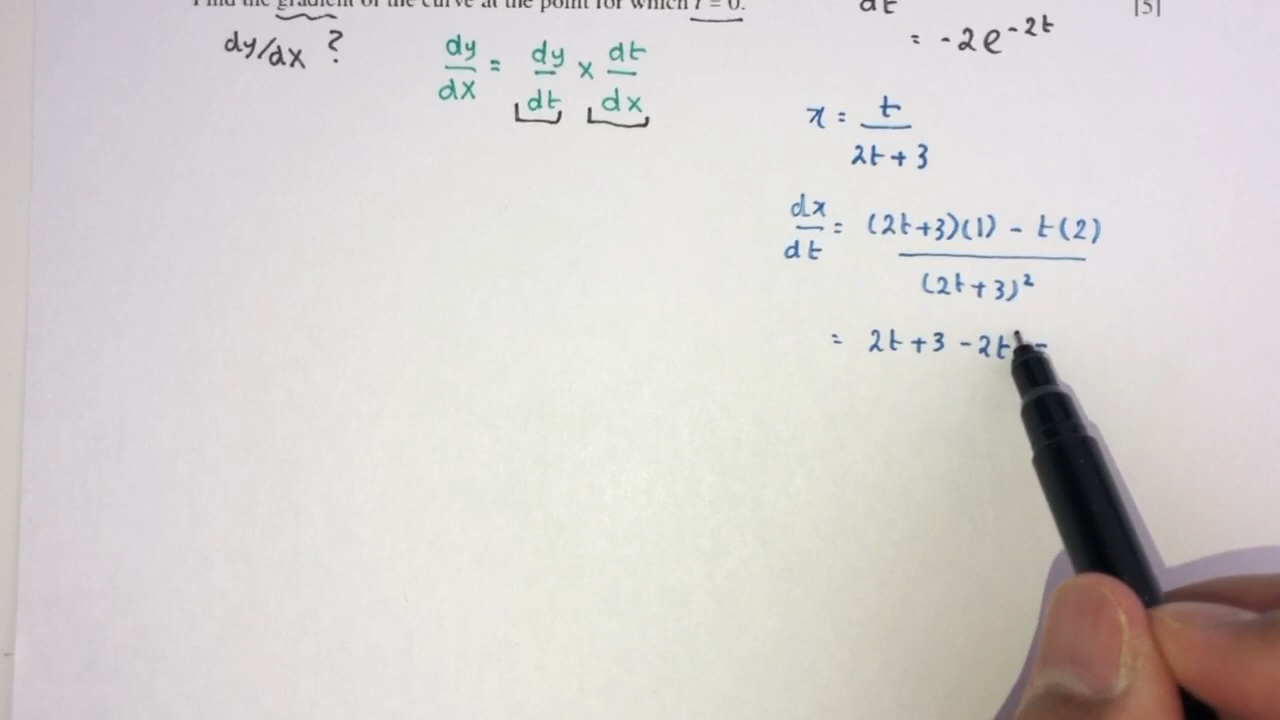 Find the gradient of the curve at the point for which t = 0. [5]
dt
= -2e^{-2t}
dy/dx ?
dy/dx = dy/dt × dt/dx
x = t/(2t+3)
dx/dt = ((2t+3)(1) - t(2))/(2t+3)²
= 2t+3 -2t